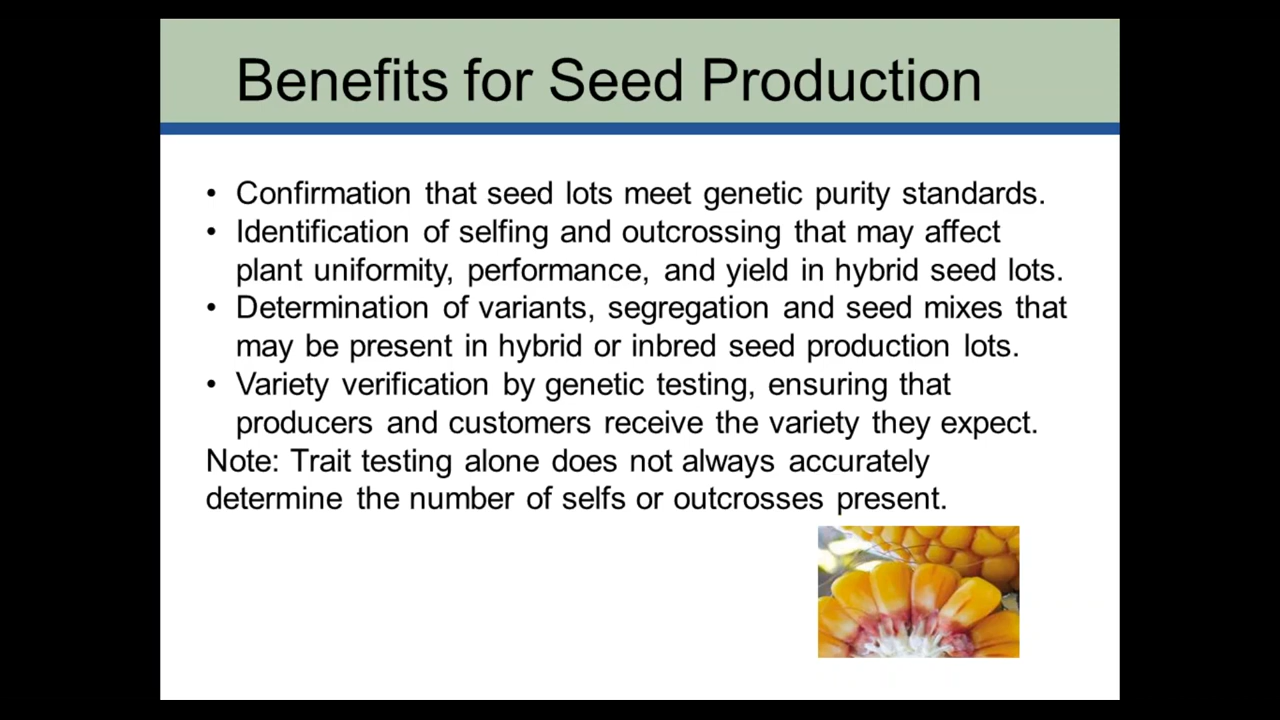 Benefits for Seed Production
• Confirmation that seed lots meet genetic purity standards.
• Identification of selfing and outcrossing that may affect
plant uniformity, performance, and yield in hybrid seed lots.
• Determination of variants, segregation and seed mixes that
may be present in hybrid or inbred seed production lots.
• Variety verification by genetic testing, ensuring that
producers and customers receive the variety they expect.
Note: Trait testing alone does not always accurately
determine the number of selfs or outcrosses present.